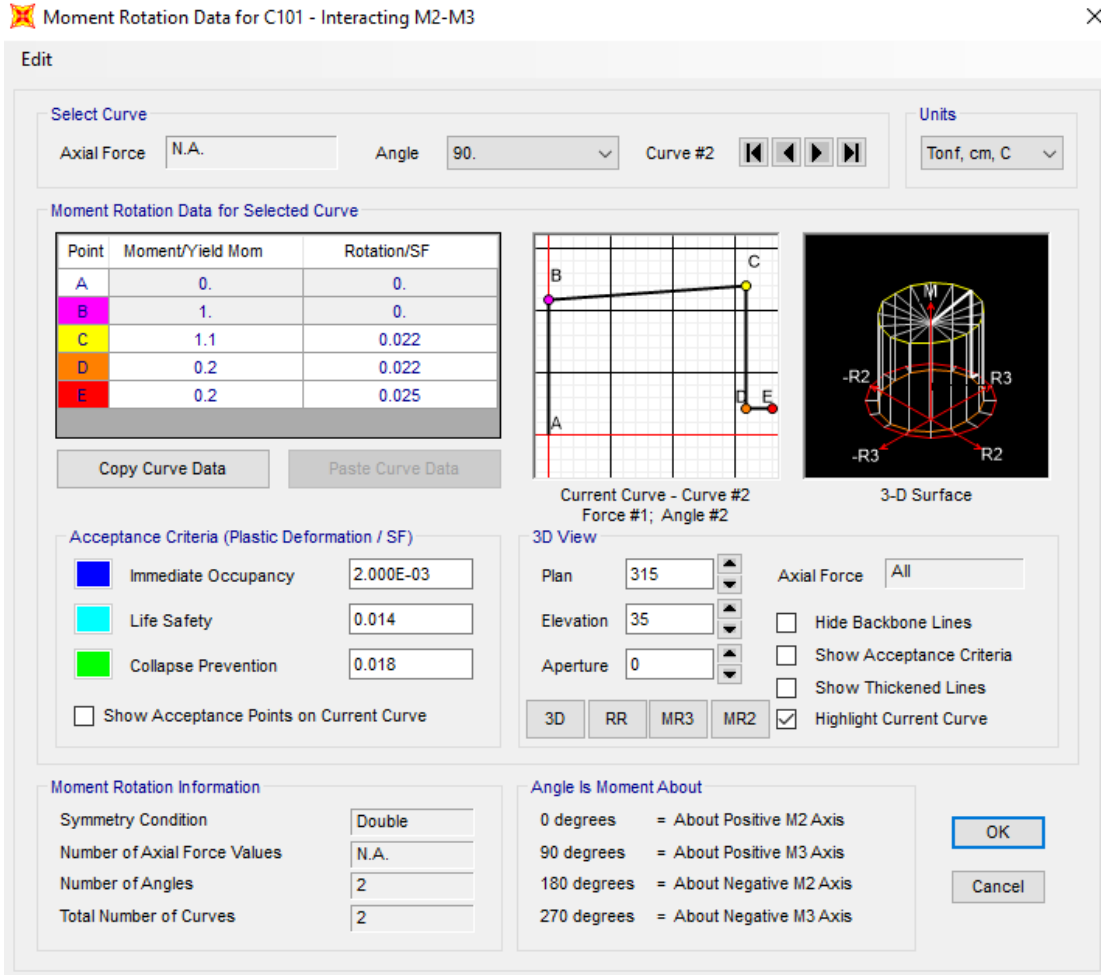 Moment Rotation Data for C101 - Interacting M2-M3
Edit
Select Curve
Axial Force N.A. Angle 90. Curve #2
Units
Tonf, cm, C
Moment Rotation Data for Selected Curve
Point Moment/Yield Mom Rotation/SF
A 0. 0.
B 1. 0.
C 1.1 0.022
D 0.2 0.022
E 0.2 0.025
Copy Curve Data Paste Curve Data
B C
D E
A
Current Curve - Curve #2
Force #1; Angle #2
M
-R2 R3
-R3 R2
3-D Surface
Acceptance Criteria (Plastic Deformation / SF)
Immediate Occupancy 2.000E-03
Life Safety 0.014
Collapse Prevention 0.018
Show Acceptance Points on Current Curve
3D View
Plan 315 Axial Force All
Elevation 35 Hide Backbone Lines
Aperture 0 Show Acceptance Criteria
Show Thickened Lines
3D RR MR3 MR2 Highlight Current Curve
Moment Rotation Information
Symmetry Condition Double
Number of Axial Force Values N.A.
Number of Angles 2
Total Number of Curves 2
Angle Is Moment About
0 degrees = About Positive M2 Axis
90 degrees = About Positive M3 Axis
180 degrees = About Negative M2 Axis
270 degrees = About Negative M3 Axis
OK
Cancel